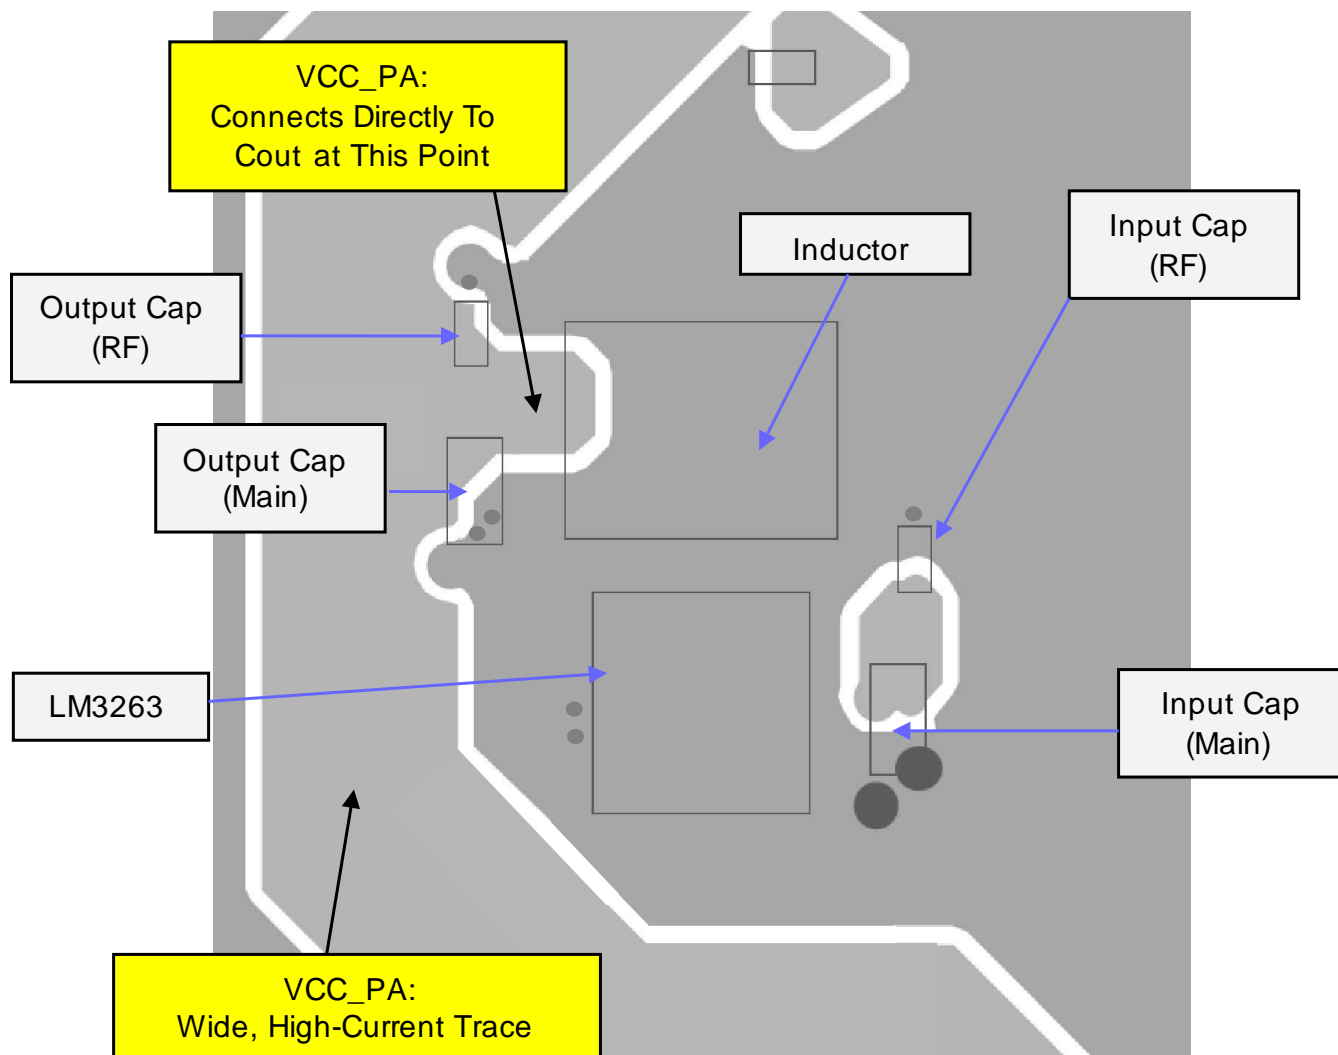 VCC_PA:
Connects Directly To
Cout at This Point
Inductor
Input Cap
(RF)
Output Cap
(RF)
Output Cap
(Main)
LM3263
Input Cap
(Main)
VCC_PA:
Wide, High-Current Trace